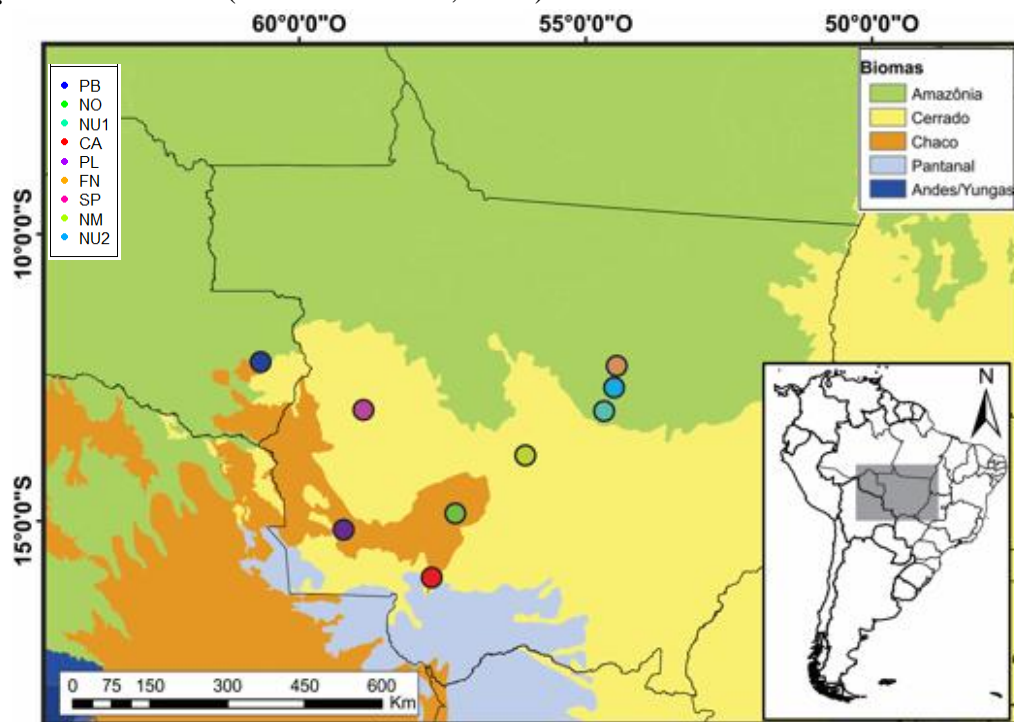 60°0'0"O 55°0'0"O 50°0'0"O
PB
NO
NU1
CA
PL
FN
SP
NM
NU2
Biomas
Amazônia
Cerrado
Chaco
Pantanal
Andes/Yungas
10°0'0"S
15°0'0"S
N
0 75 150 300 450 600
Km